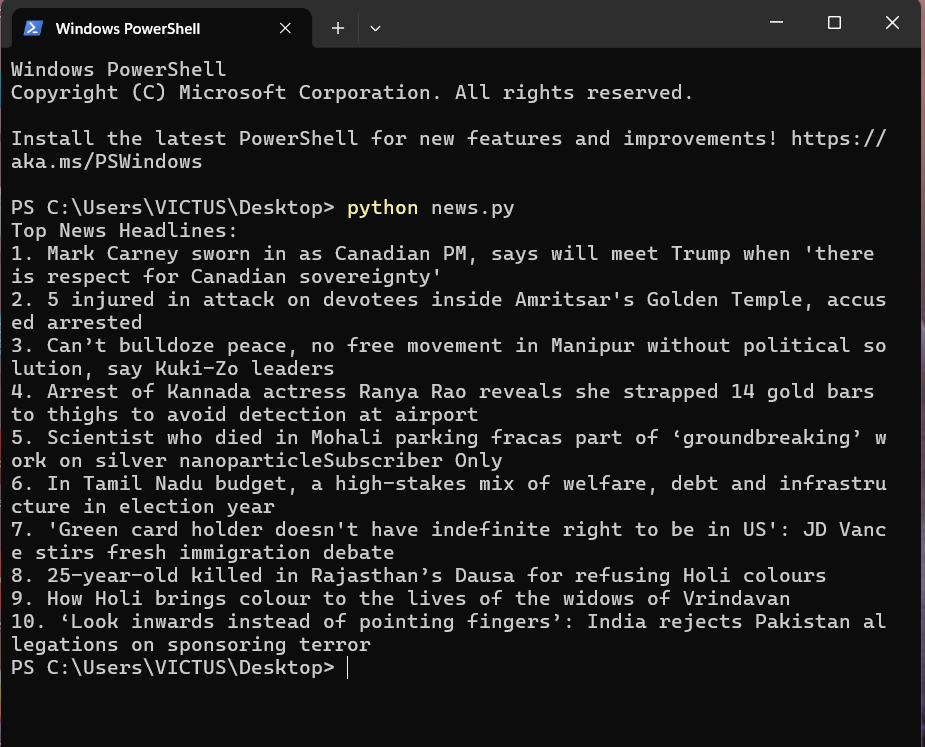 Windows PowerShell
Windows PowerShell
Copyright (C) Microsoft Corporation. All rights reserved.
Install the latest PowerShell for new features and improvements! https://
aka.ms/PSWindows
PS C:\Users\VICTUS\Desktop> python news.py
Top News Headlines:
1. Mark Carney sworn in as Canadian PM, says will meet Trump when 'there
is respect for Canadian sovereignty'
2. 5 injured in attack on devotees inside Amritsar's Golden Temple, accus
ed arrested
3. Can’t bulldoze peace, no free movement in Manipur without political so
lution, say Kuki-Zo leaders
4. Arrest of Kannada actress Ranya Rao reveals she strapped 14 gold bars
to thighs to avoid detection at airport
5. Scientist who died in Mohali parking fracas part of ‘groundbreaking’ w
ork on silver nanoparticleSubscriber Only
6. In Tamil Nadu budget, a high-stakes mix of welfare, debt and infrastru
cture in election year
7. 'Green card holder doesn't have indefinite right to be in US': JD Vanc
e stirs fresh immigration debate
8. 25-year-old killed in Rajasthan’s Dausa for refusing Holi colours
9. How Holi brings colour to the lives of the widows of Vrindavan
10. ‘Look inwards instead of pointing fingers’: India rejects Pakistan al
legations on sponsoring terror
PS C:\Users\VICTUS\Desktop>